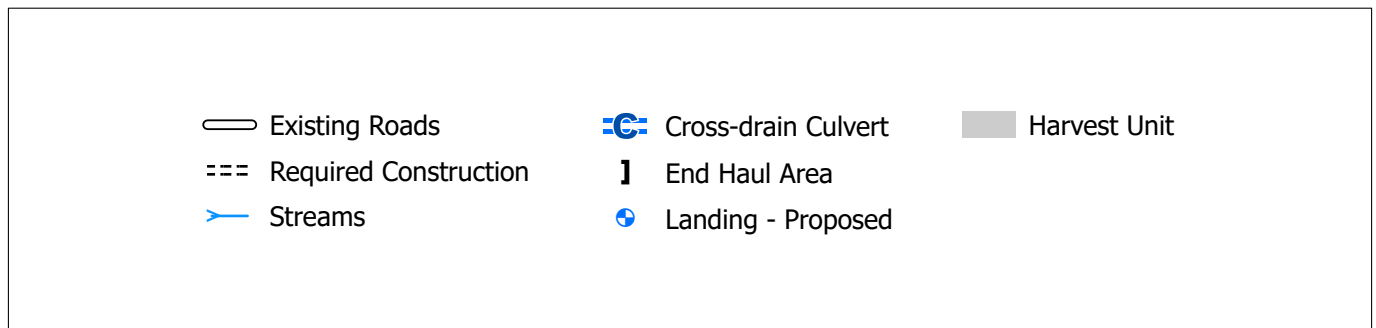 Existing Roads
Required Construction
Streams
C Cross-drain Culvert
] End Haul Area
Landing - Proposed
Harvest Unit